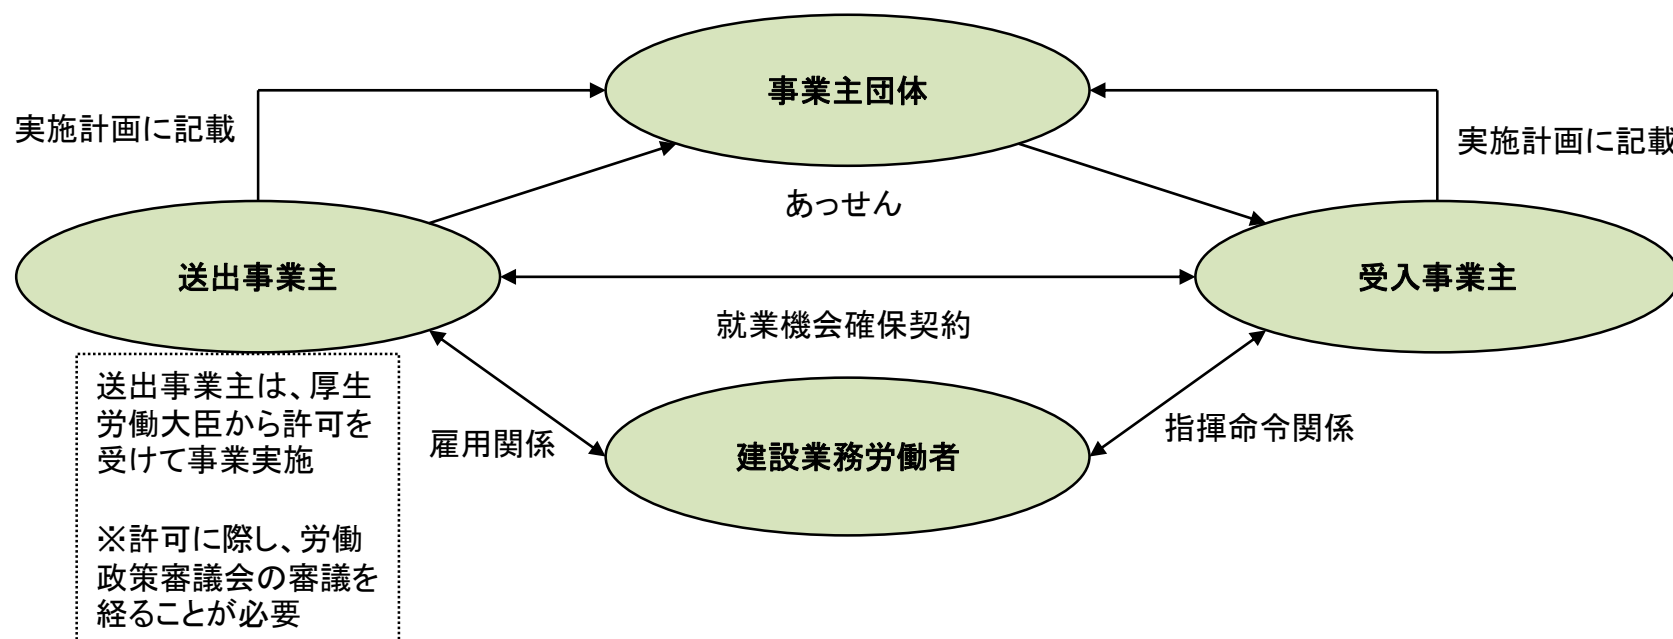 事業主団体
実施計画に記載
実施計画に記載
あっせん
送出事業主
受入事業主
就業機会確保契約
送出事業主は、厚生
労働大臣から許可を
受けて事業実施
※許可に際し、労働
政策審議会の審議を
経ることが必要
雇用関係
建設業務労働者
指揮命令関係